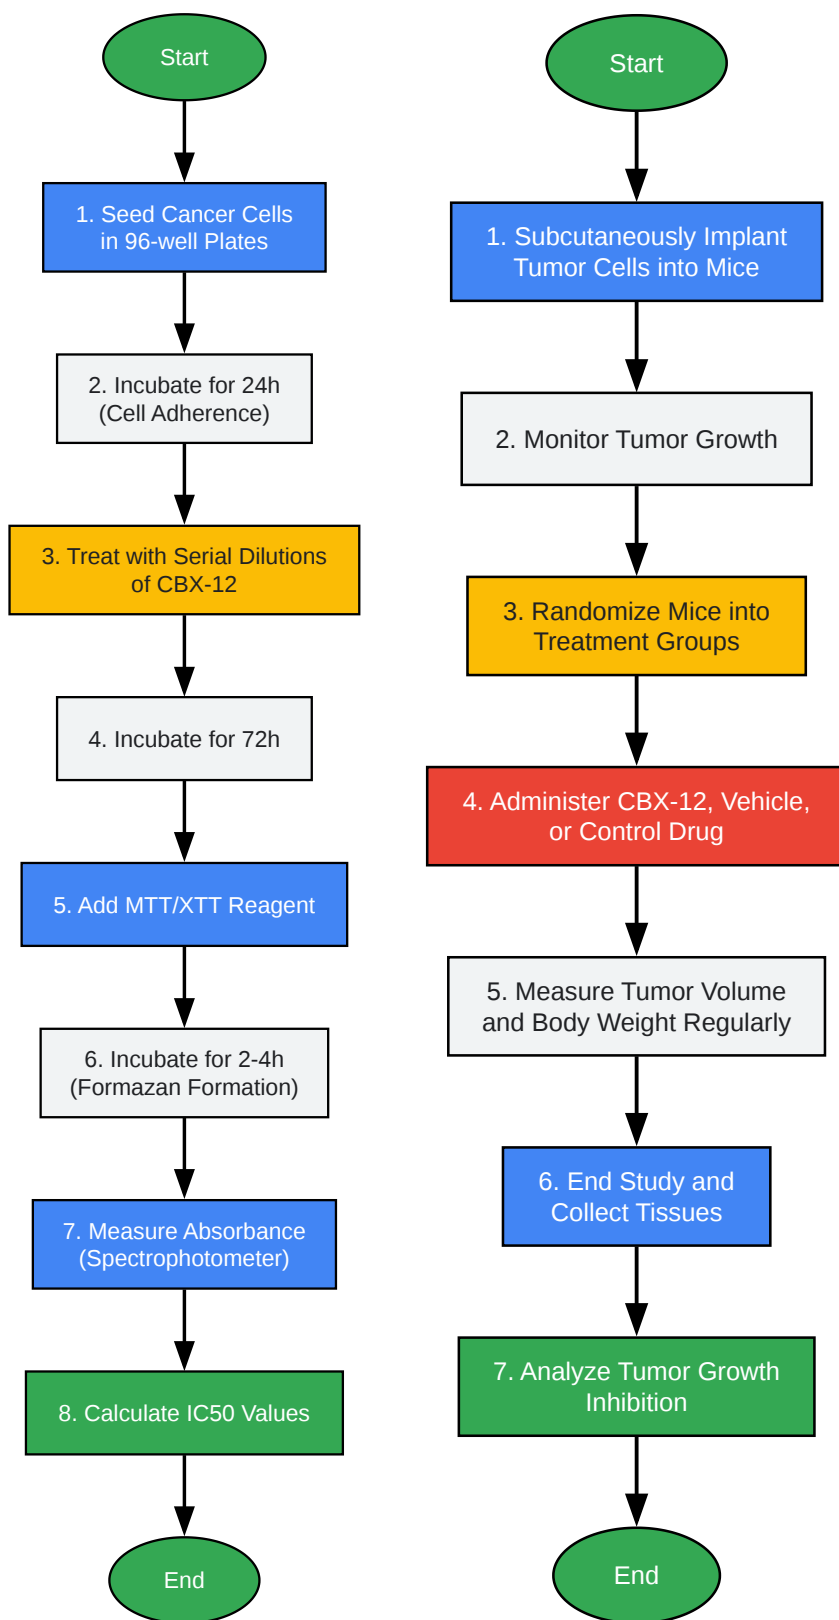 Start
1. Seed Cancer Cells
in 96-well Plates
2. Incubate for 24h
(Cell Adherence)
3. Treat with Serial Dilutions
of CBX-12
4. Incubate for 72h
5. Add MTT/XTT Reagent
6. Incubate for 2-4h
(Formazan Formation)
7. Measure Absorbance
(Spectrophotometer)
8. Calculate IC50 Values
End
Start
1. Subcutaneously Implant
Tumor Cells into Mice
2. Monitor Tumor Growth
3. Randomize Mice into
Treatment Groups
4. Administer CBX-12, Vehicle,
or Control Drug
5. Measure Tumor Volume
and Body Weight Regularly
6. End Study and
Collect Tissues
7. Analyze Tumor Growth
Inhibition
End